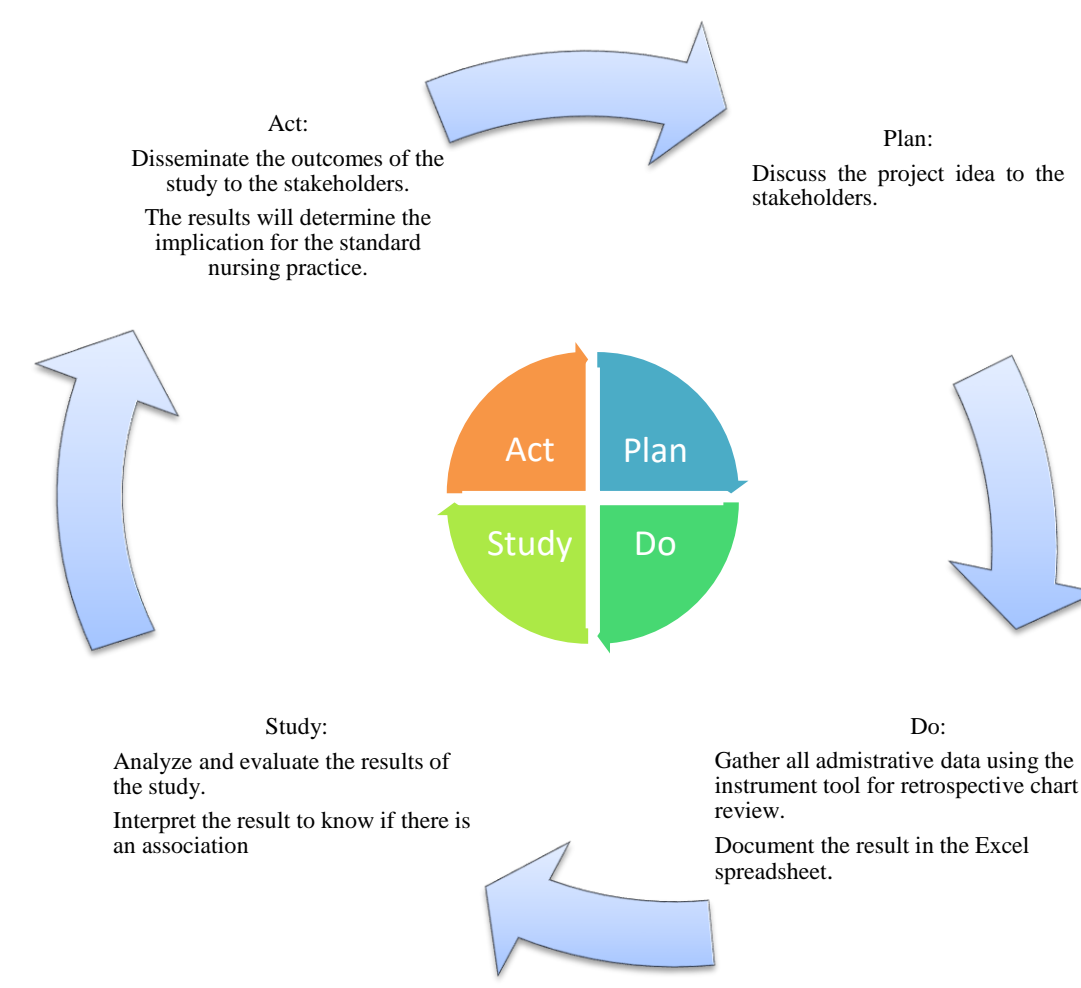 Act:
Disseminate the outcomes of the
study to the stakeholders.
The results will determine the
implication for the standard
nursing practice.
Plan:
Discuss the project idea to the
stakeholders.
Act
Plan
Study
Do
Study:
Analyze and evaluate the results of
the study.
Interpret the result to know if there is
an association
Do:
Gather all admistrative data using the
instrument tool for retrospective chart
review.
Document the result in the Excel
spreadsheet.